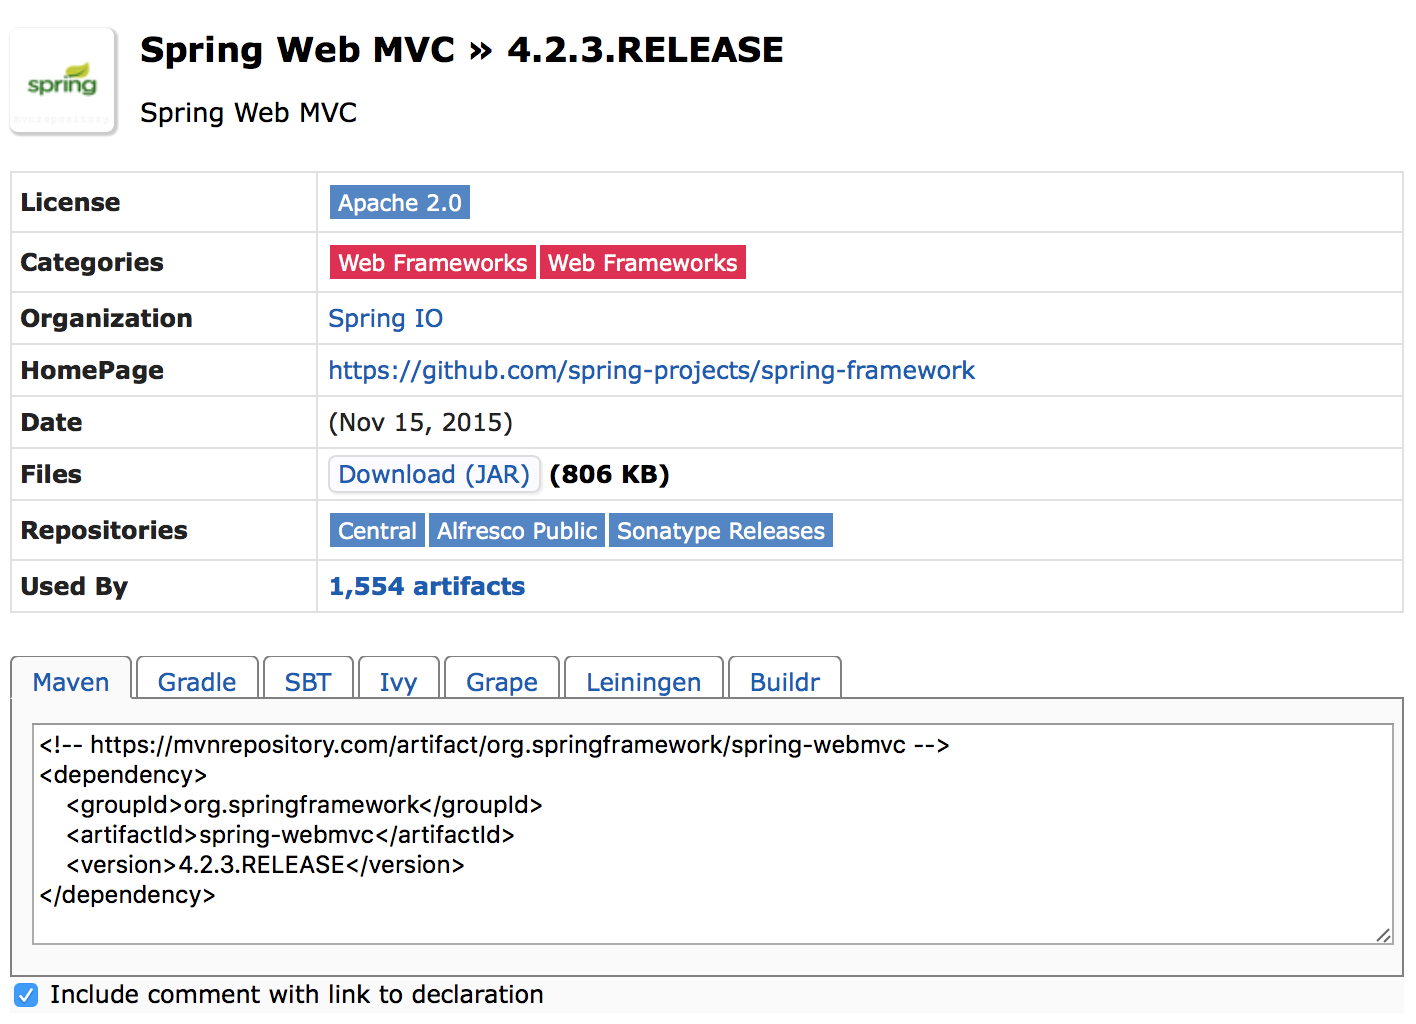 Spring Web MVC » 4.2.3.RELEASE
spring
mvnrepository
Spring Web MVC
License Apache 2.0
Categories Web Frameworks Web Frameworks
Organization Spring IO
HomePage https://github.com/spring-projects/spring-framework
Date (Nov 15, 2015)
Files Download (JAR) (806 KB)
Repositories Central Alfresco Public Sonatype Releases
Used By 1,554 artifacts
Maven Gradle SBT Ivy Grape Leiningen Buildr
<!-- https://mvnrepository.com/artifact/org.springframework/spring-webmvc -->
<dependency>
    <groupId>org.springframework</groupId>
    <artifactId>spring-webmvc</artifactId>
    <version>4.2.3.RELEASE</version>
</dependency>
Include comment with link to declaration